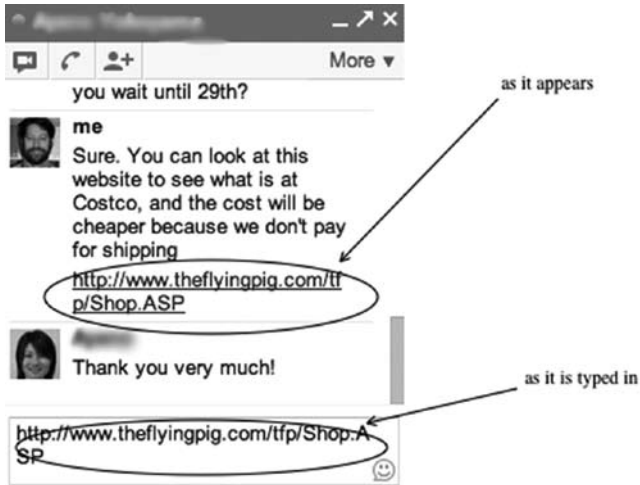 More ▼
you wait until 29th?
as it appears
me
Sure. You can look at this
website to see what is at
Costco, and the cost will be
cheaper because we don't pay
for shipping
http://www.theflyingpig.com/tf
p/Shop.ASP
Thank you very much!
as it is typed in
http://www.theflyingpig.com/tfp/Shop.A
SP